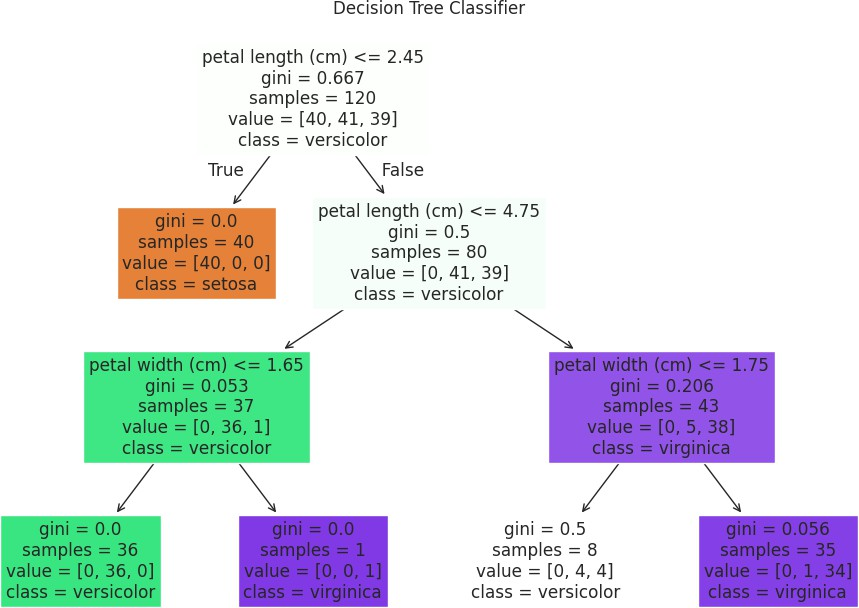 Decision Tree Classifier
petal length (cm) <= 2.45
gini = 0.667
samples = 120
value = [40, 41, 39]
class = versicolor
True
False
gini = 0.0
samples = 40
value = [40, 0, 0]
class = setosa
petal length (cm) <= 4.75
gini = 0.5
samples = 80
value = [0, 41, 39]
class = versicolor
petal width (cm) <= 1.65
gini = 0.053
samples = 37
value = [0, 36, 1]
class = versicolor
petal width (cm) <= 1.75
gini = 0.206
samples = 43
value = [0, 5, 38]
class = virginica
gini = 0.0
samples = 36
value = [0, 36, 0]
class = versicolor
gini = 0.0
samples = 1
value = [0, 0, 1]
class = virginica
gini = 0.5
samples = 8
value = [0, 4, 4]
class = versicolor
gini = 0.056
samples = 35
value = [0, 1, 34]
class = virginica